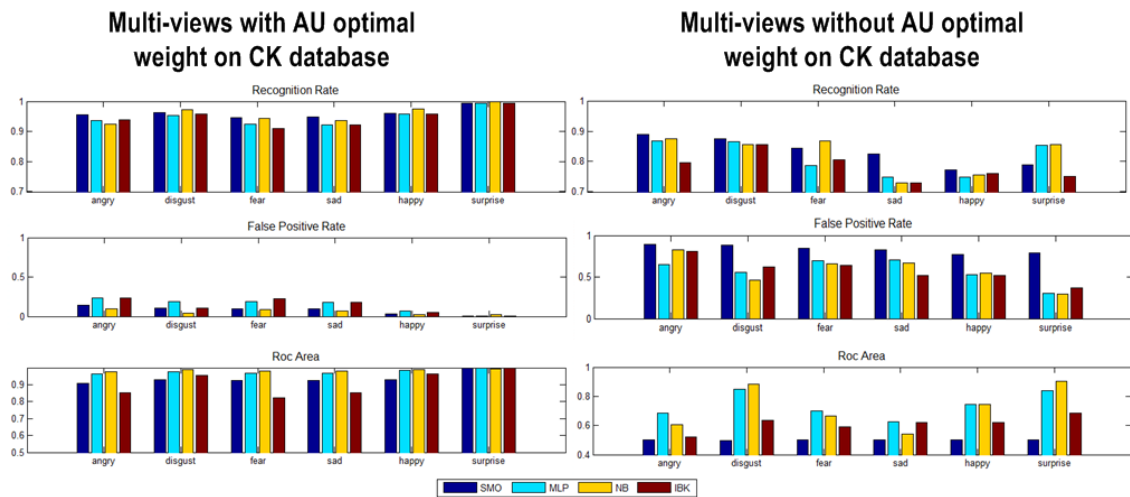 Multi-views with AU optimal
weight on CK database
Recognition Rate
1
0.9
0.8
0.7
angry disgust fear sad happy surprise
False Positive Rate
1
0.5
0
angry disgust fear sad happy surprise
Roc Area
0.9
0.8
0.7
0.6
0.5
angry disgust fear sad happy surprise
Multi-views without AU optimal
weight on CK database
Recognition Rate
1
0.9
0.8
0.7
angry disgust fear sad happy surprise
False Positive Rate
1
0.5
0
angry disgust fear sad happy surprise
Roc Area
1
0.8
0.6
0.4
angry disgust fear sad happy surprise
SMO MLP NB IBK